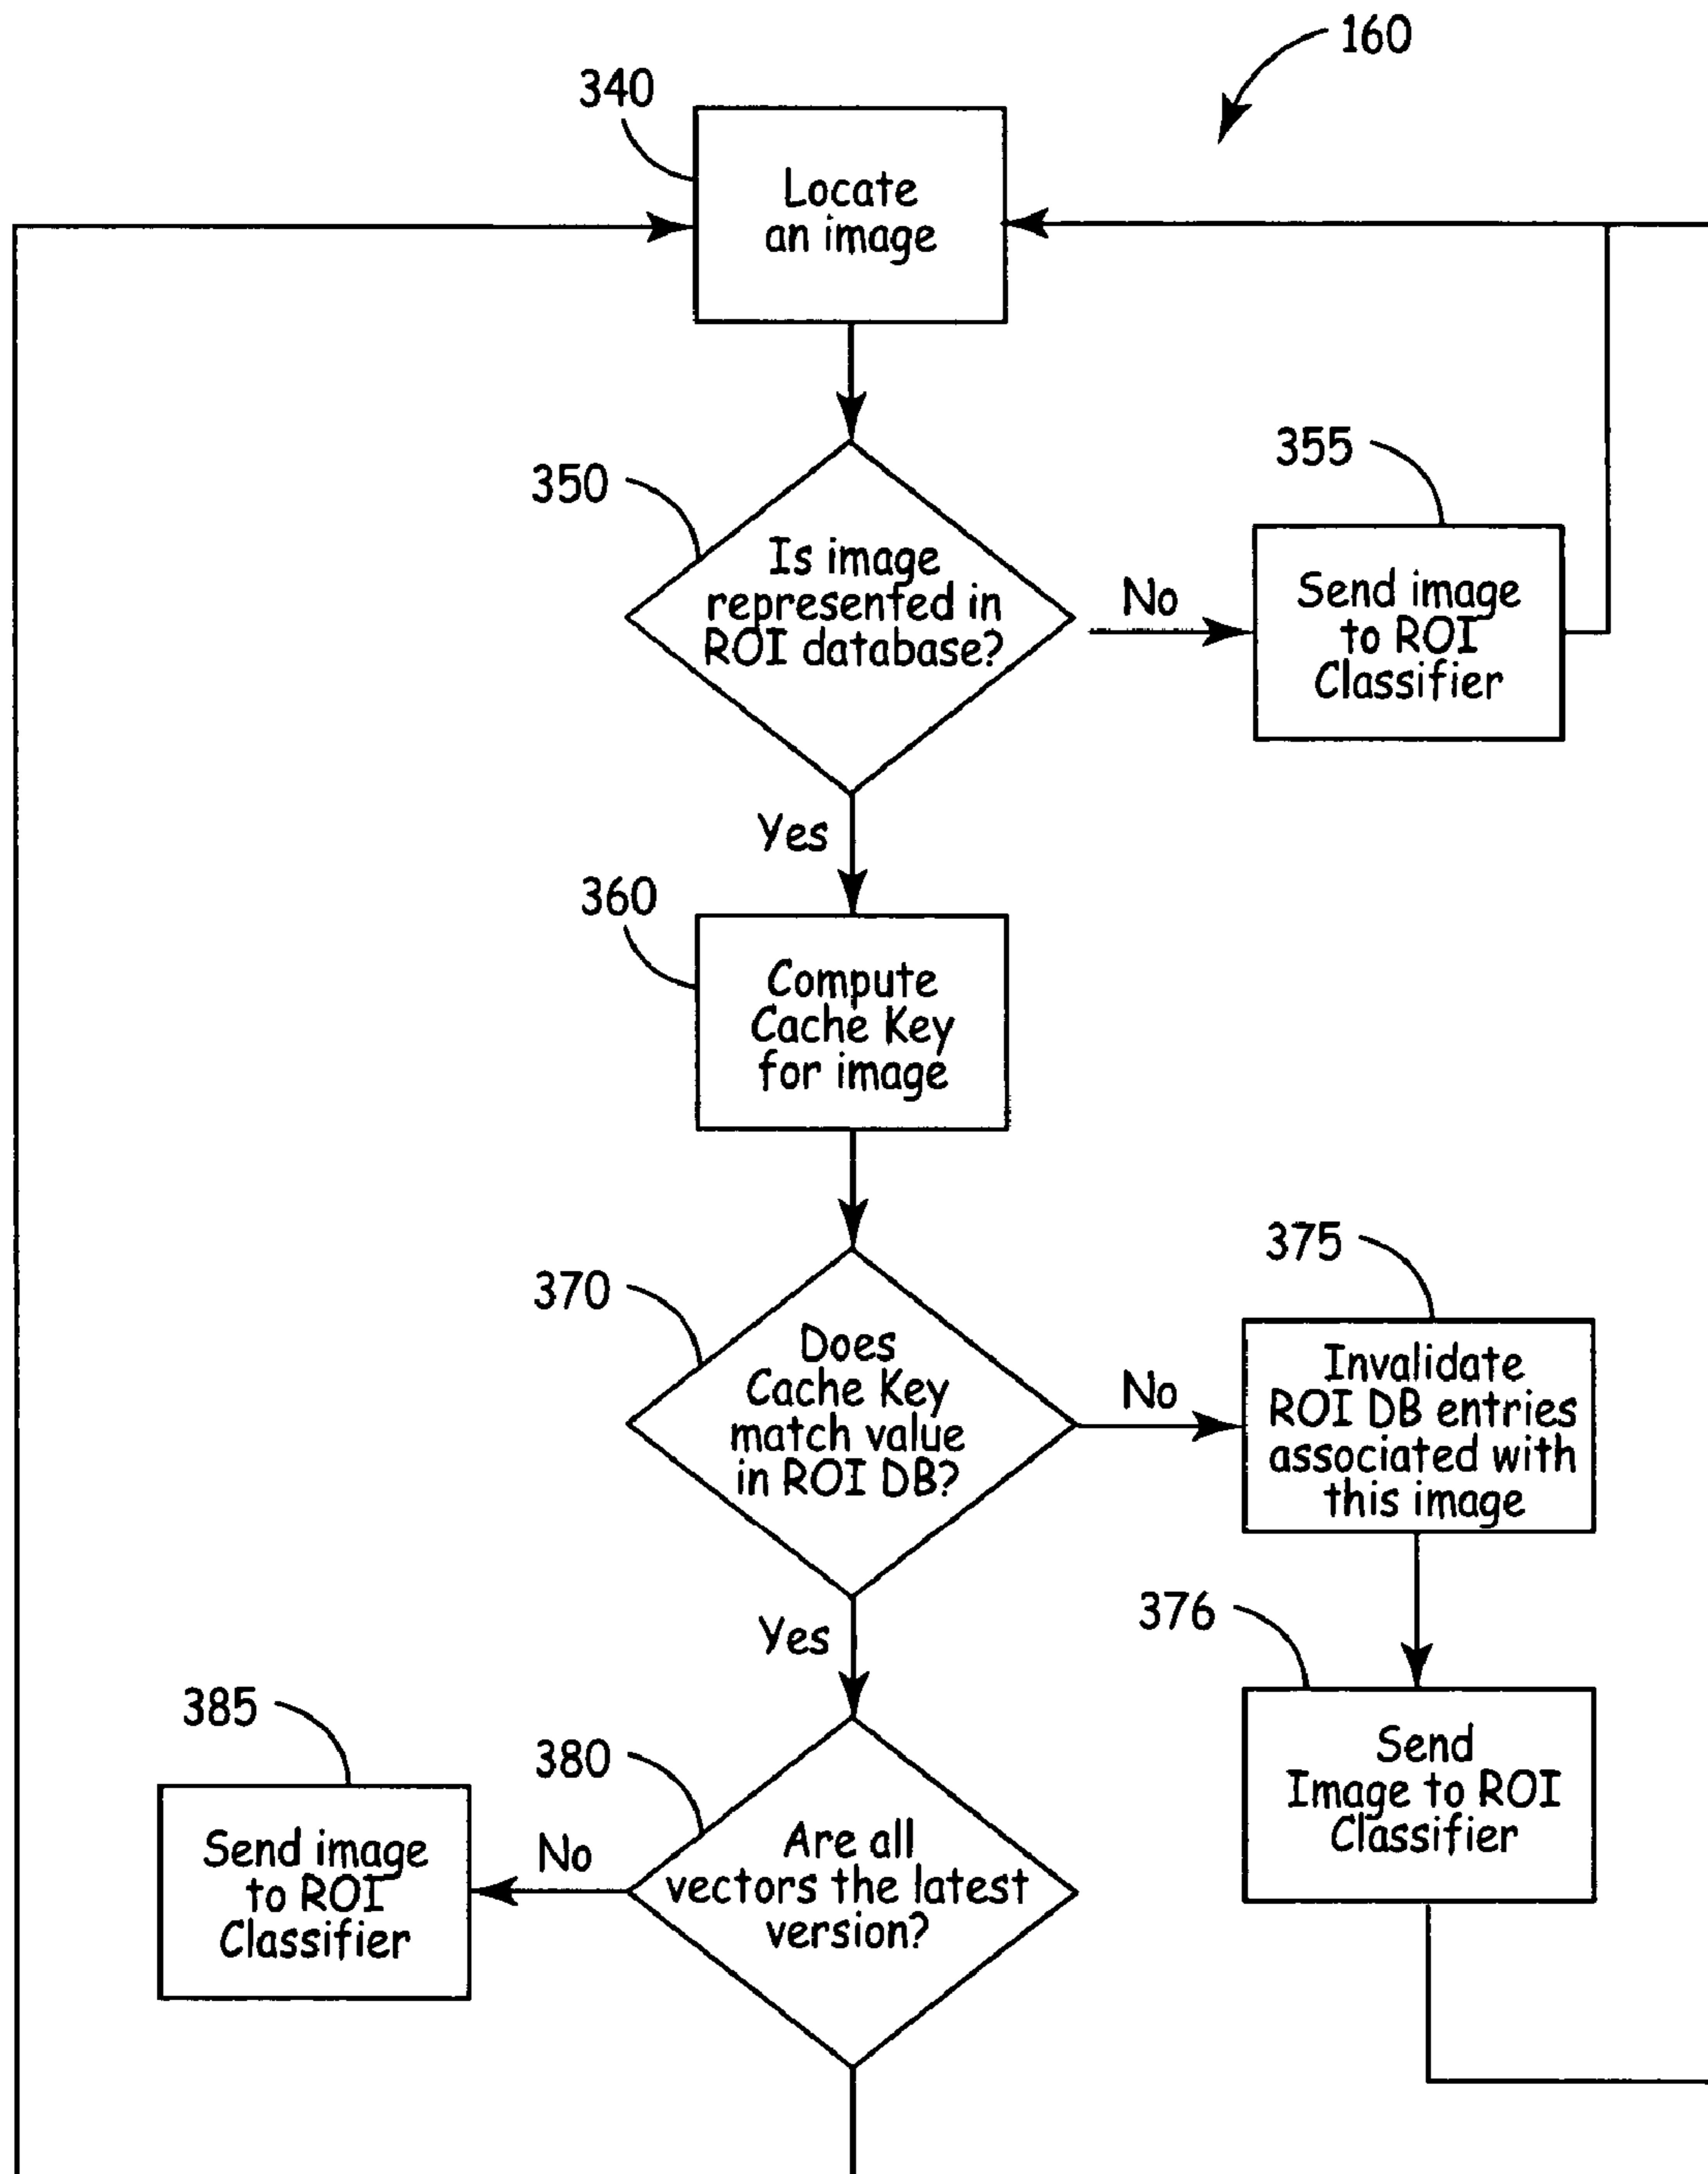 160
340
Locate
an image
350
Is image
represented in
ROI database?
No
355
Send image
to ROI
Classifier
Yes
360
Compute
Cache Key
for image
370
Does
Cache Key
match value
in ROI DB?
No
375
Invalidate
ROI DB entries
associated with
this image
376
Send
Image to ROI
Classifier
Yes
380
Are all
vectors the latest
version?
No
385
Send image
to ROI
Classifier